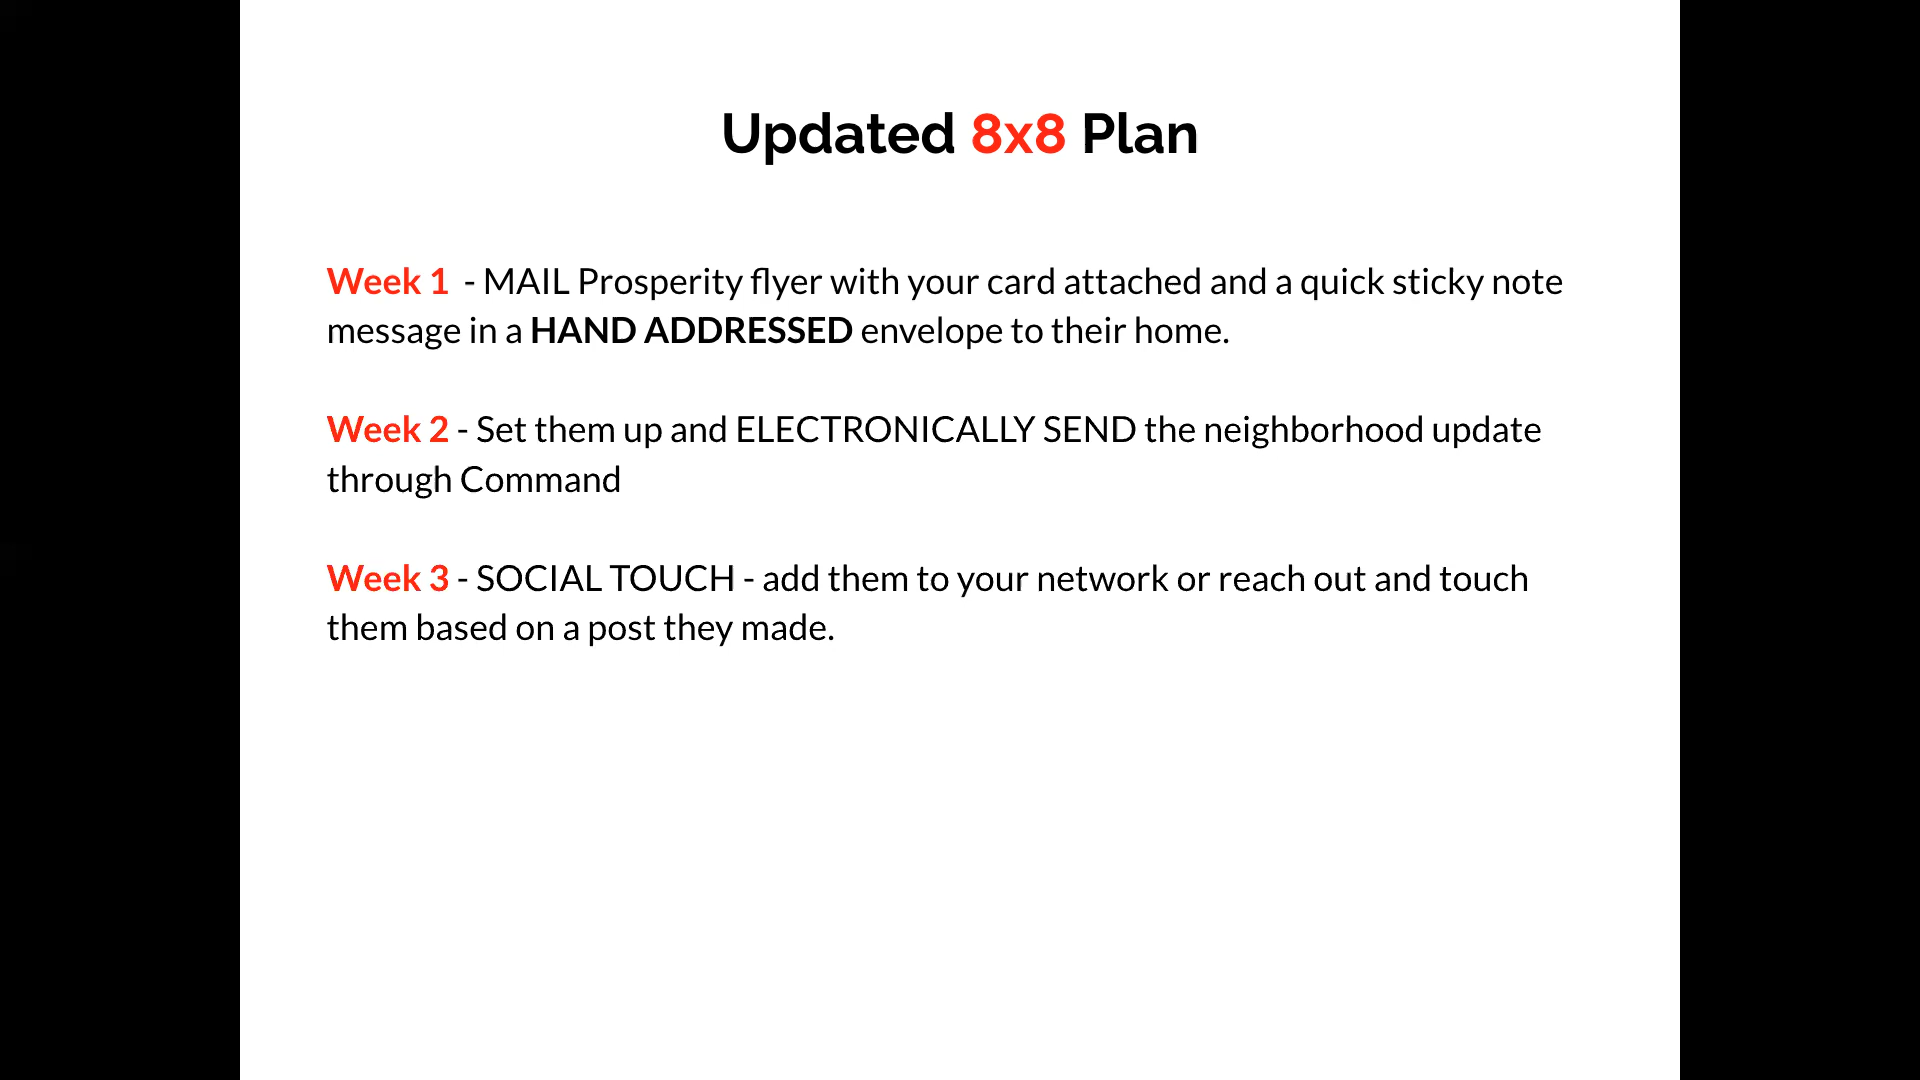 Updated 8x8 Plan
Week 1  - MAIL Prosperity flyer with your card attached and a quick sticky note
message in a HAND ADDRESSED envelope to their home.
Week 2 - Set them up and ELECTRONICALLY SEND the neighborhood update
through Command
Week 3 - SOCIAL TOUCH - add them to your network or reach out and touch
them based on a post they made.